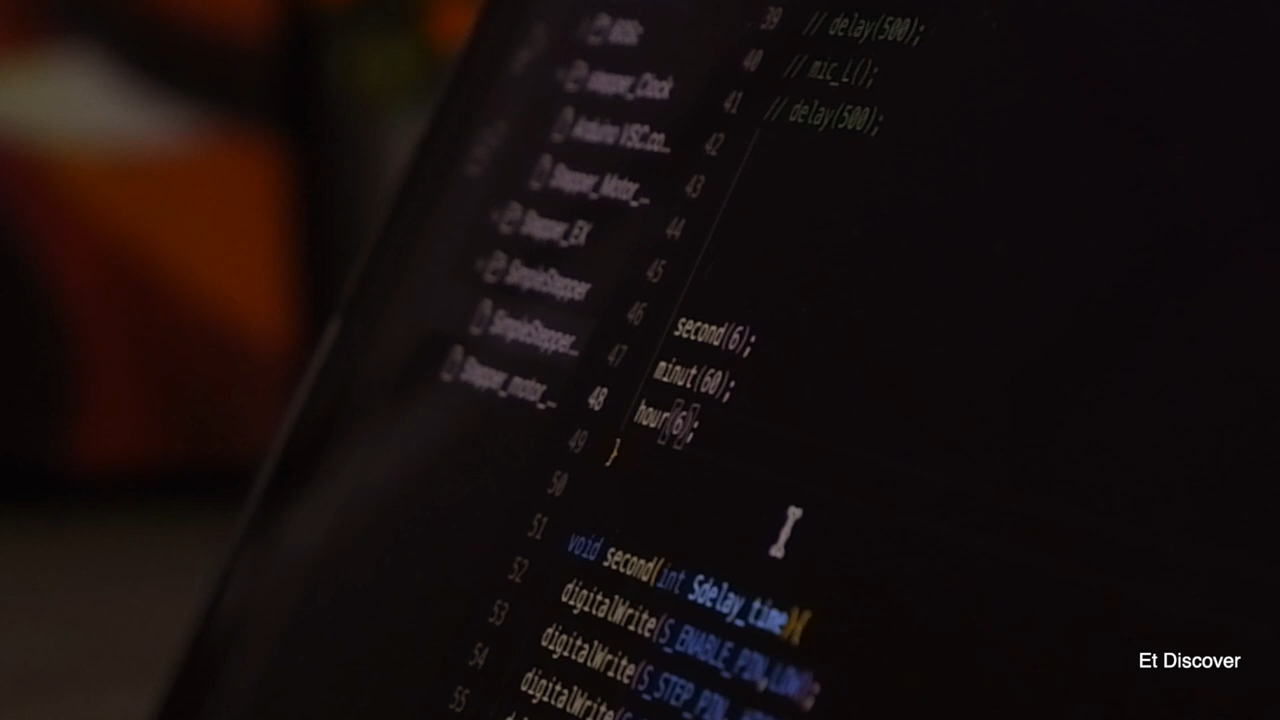 stepper_Clock
Arduino VSC.co...
Stepper_Motor_...
Stepper_EX
SimpleStepper
SimpleStepper...
Stepper_motor_...
39 // delay(500);
40 // mic_L();
41 // delay(500);
42
43
44
45
46 second(6);
47 minut(60);
48 hour(6);
49 }
50
51 void second(int Sdelay_time){
52 digitalWrite(S_ENABLE_PIN,LOW);
53 digitalWrite(S_STEP_PIN,
54 digitalWrite(
55
Et Discover